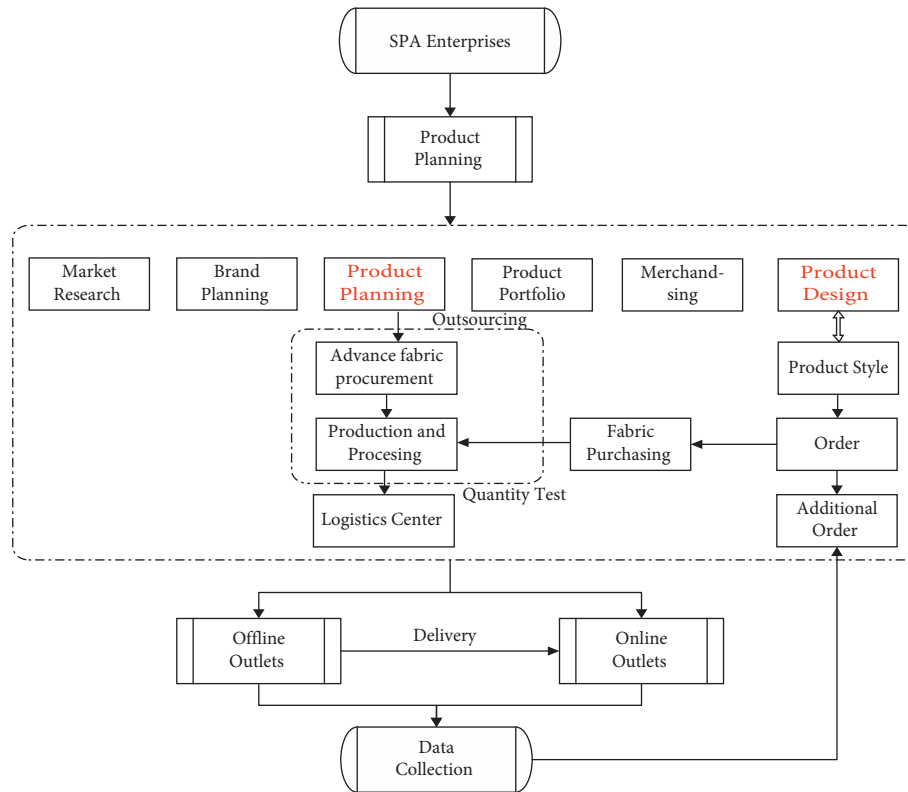 SPA Enterprises
Product
Planning
Market
Research
Brand
Planning
Product
Planning
Product
Portfolio
Merchand-
sing
Product
Design
Outsourcing
Advance fabric
procurement
Product Style
Production and
Procesing
Fabric
Purchasing
Order
Quantity Test
Logistics Center
Additional
Order
Offline
Outlets
Delivery
Online
Outlets
Data
Collection